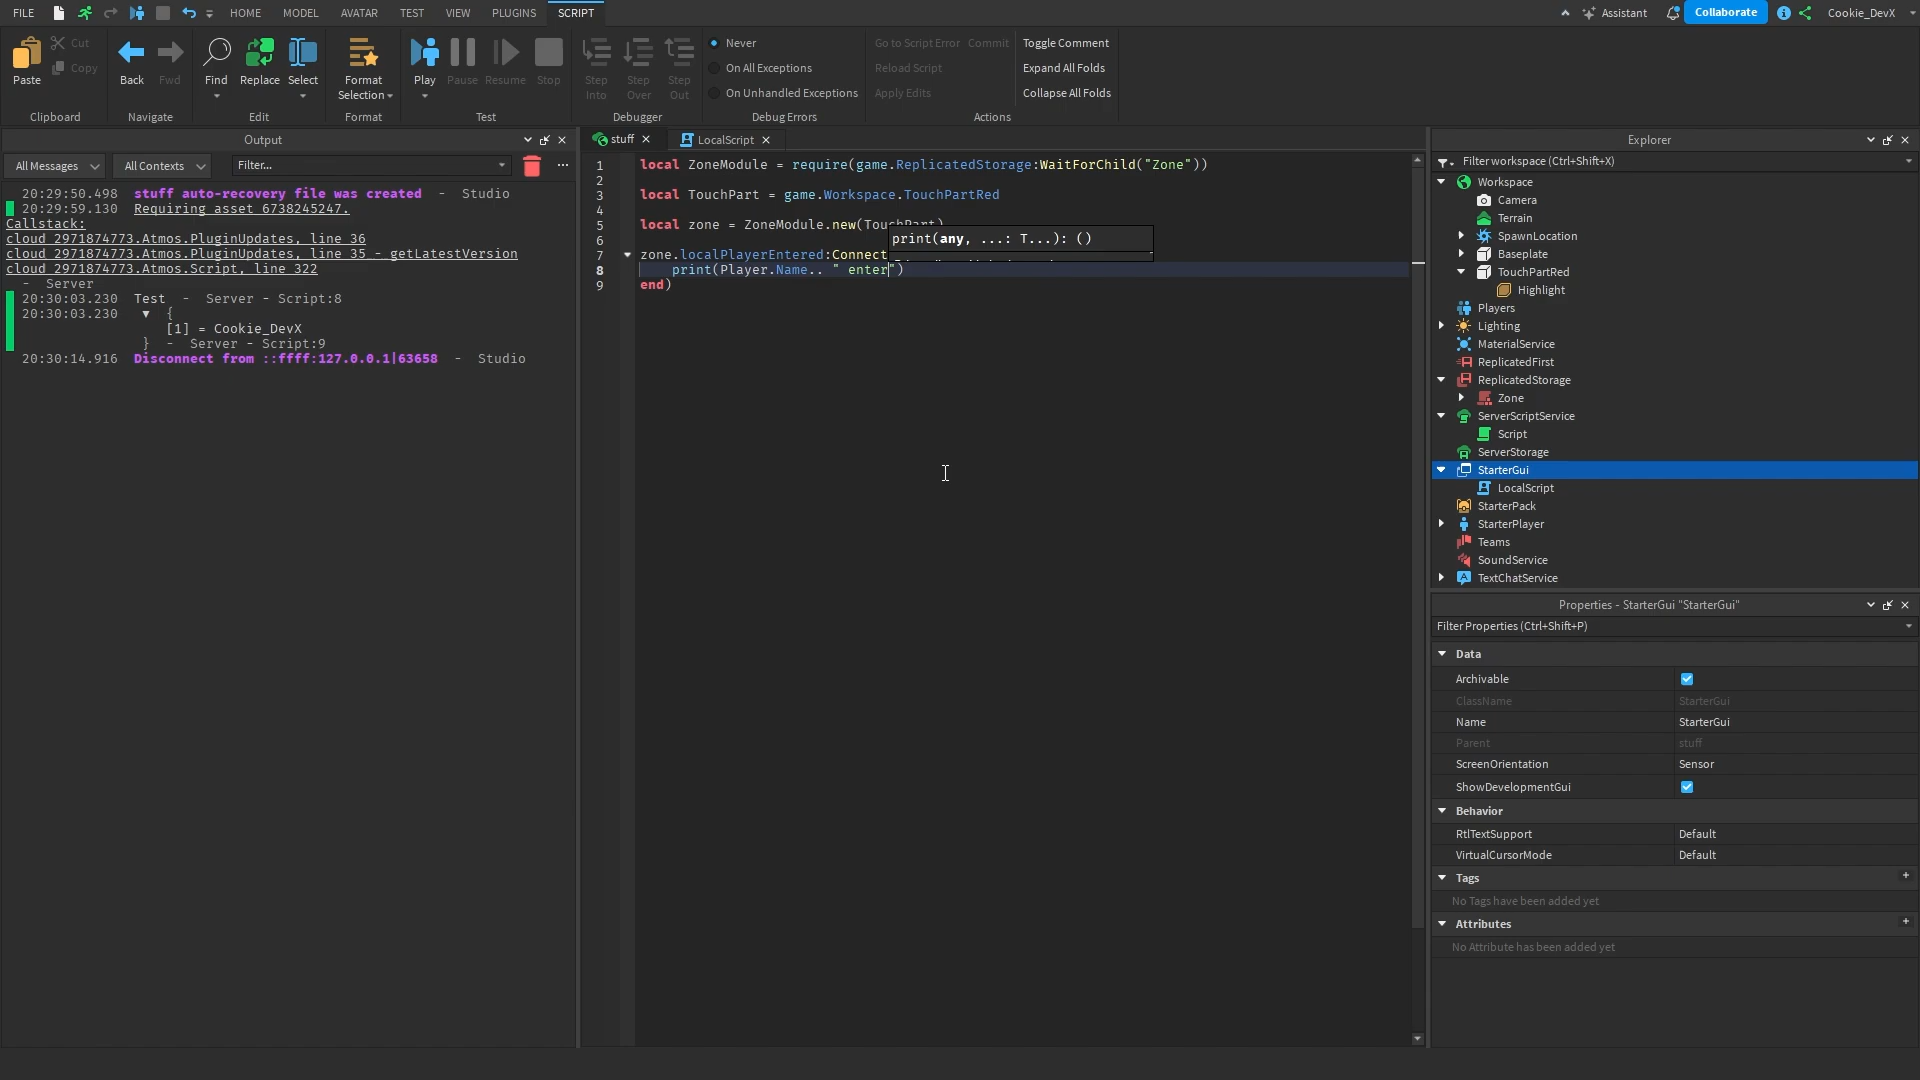 FILE HOME MODEL AVATAR TEST VIEW PLUGINS SCRIPT Assistant Collaborate Cookie_DevX
Paste Cut Copy
Clipboard
Back Fwd
Navigate
Find Replace Select
Edit
Format Selection
Format
Play Pause Resume Stop
Test
Step Into Step Over Step Out
Debugger
Never
On All Exceptions
On Unhandled Exceptions
Debug Errors
Go to Script Error Commit Toggle Comment
Reload Script Expand All Folds
Apply Edits Collapse All Folds
Actions
Output
All Messages All Contexts Filter...
20:29:50.498 stuff auto-recovery file was created - Studio
20:29:59.130 Requiring asset 6738245247.
Callstack:
cloud_2971874773.Atmos.PluginUpdates, line 36
cloud_2971874773.Atmos.PluginUpdates, line 35 - getLatestVersion
cloud_2971874773.Atmos.Script, line 322
- Server
20:30:03.230 Test - Server - Script:8
20:30:03.230 ▼ {
[1] = Cookie_DevX
} - Server - Script:9
20:30:14.916 Disconnect from ::ffff:127.0.0.1|63658 - Studio
stuff LocalScript
1 local ZoneModule = require(game.ReplicatedStorage:WaitForChild("Zone"))
2
3 local TouchPart = game.Workspace.TouchPartRed
4
5 local zone = ZoneModule.new(TouchPart)
6
print(any, ...: T...): ()
7 zone.localPlayerEntered:Connect
8 print(Player.Name.. " enter")
9 end)
Explorer
Filter workspace (Ctrl+Shift+X)
Workspace
Camera
Terrain
SpawnLocation
Baseplate
TouchPartRed
Highlight
Players
Lighting
MaterialService
ReplicatedFirst
ReplicatedStorage
Zone
ServerScriptService
Script
ServerStorage
StarterGui
LocalScript
StarterPack
StarterPlayer
Teams
SoundService
TextChatService
Properties - StarterGui "StarterGui"
Filter Properties (Ctrl+Shift+P)
Data
Archivable
ClassName StarterGui
Name StarterGui
Parent stuff
ScreenOrientation Sensor
ShowDevelopmentGui
Behavior
RtlTextSupport Default
VirtualCursorMode Default
Tags
No Tags have been added yet
Attributes
No Attribute has been added yet